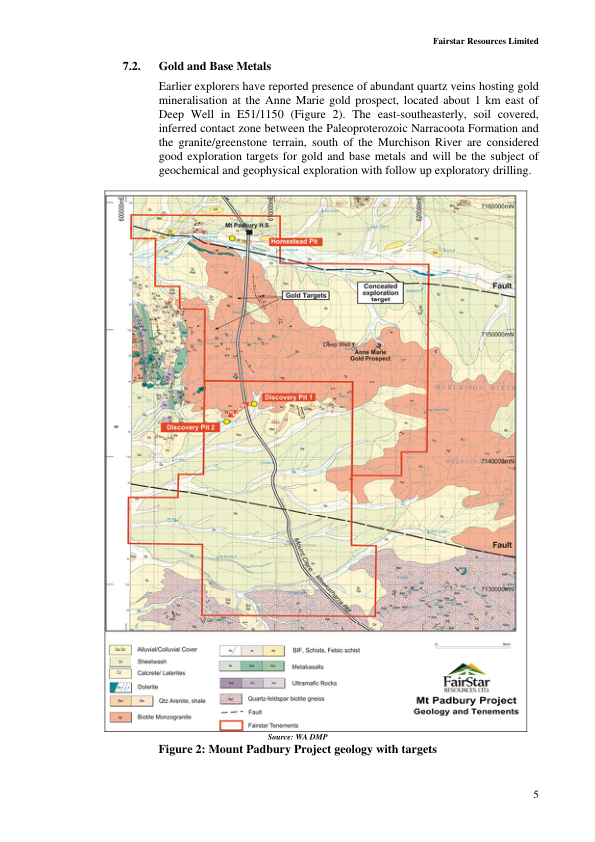 Fairstar Resources Limited
7.2. Gold and Base Metals
Earlier explorers have reported presence of abundant quartz veins hosting gold
mineralisation at the Anne Marie gold prospect, located about 1 km east of
Deep Well in E51/1150 (Figure 2). The east-southeasterly, soil covered,
inferred contact zone between the Paleoproterozoic Narracoota Formation and
the granite/greenstone terrain, south of the Murchison River are considered
good exploration targets for gold and base metals and will be the subject of
geochemical and geophysical exploration with follow up exploratory drilling.
600000mE
610000mE
7160000mN
Mt Padbury H.S.
Homestead Pit
Fault
Gold Targets
Concealed
exploration
target
7150000mN
Deep Well
Anne Marie
Gold Prospect
MURCHISON RIVER
Discovery Pit 1
Discovery Pit 2
7140000mN
Fault
7130000mN
Alluvial/Colluvial Cover
Sheetwash
Calcrete/ Laterites
Dolerite
Qtz Arenite, shale
Biotite Monzogranite
BIF, Schists, Felsic schist
Metabasalts
Ultramafic Rocks
Quartz-feldspar biotite gneiss
Fault
Fairstar Tenements
FAIRSTAR
RESOURCES LTD
Mt Padbury Project
Geology and Tenements
Source: WA DMP
Figure 2: Mount Padbury Project geology with targets
5